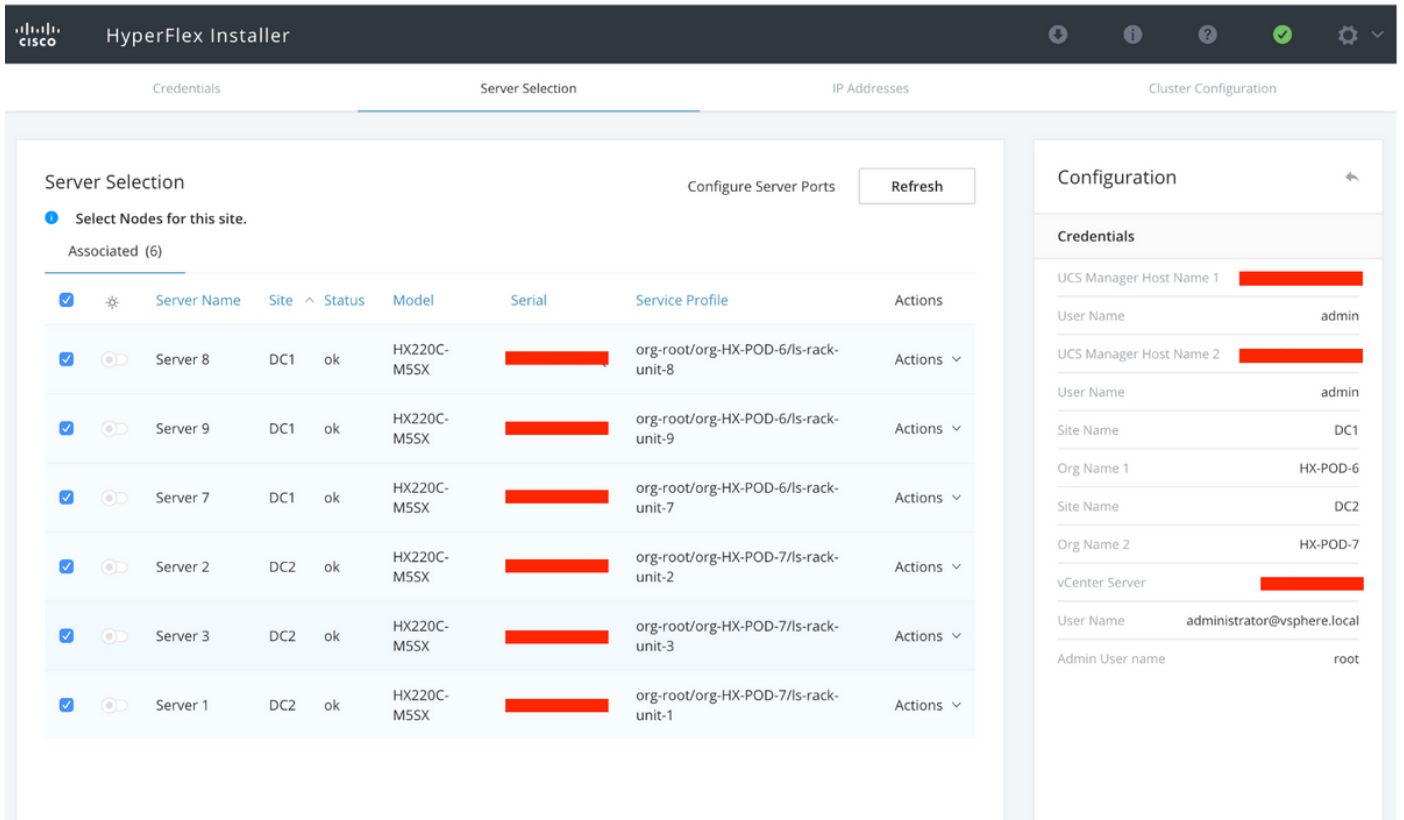 cisco
HyperFlex Installer
Credentials
Server Selection
IP Addresses
Cluster Configuration
Server Selection
Configure Server Ports
Refresh
Select Nodes for this site.
Associated (6)
Server Name Site Status Model Serial Service Profile Actions
Server 8 DC1 ok HX220C-M5SX org-root/org-HX-POD-6/ls-rack-unit-8 Actions
Server 9 DC1 ok HX220C-M5SX org-root/org-HX-POD-6/ls-rack-unit-9 Actions
Server 7 DC1 ok HX220C-M5SX org-root/org-HX-POD-6/ls-rack-unit-7 Actions
Server 2 DC2 ok HX220C-M5SX org-root/org-HX-POD-7/ls-rack-unit-2 Actions
Server 3 DC2 ok HX220C-M5SX org-root/org-HX-POD-7/ls-rack-unit-3 Actions
Server 1 DC2 ok HX220C-M5SX org-root/org-HX-POD-7/ls-rack-unit-1 Actions
Configuration
Credentials
UCS Manager Host Name 1
User Name admin
UCS Manager Host Name 2
User Name admin
Site Name DC1
Org Name 1 HX-POD-6
Site Name DC2
Org Name 2 HX-POD-7
vCenter Server
User Name administrator@vsphere.local
Admin User name root